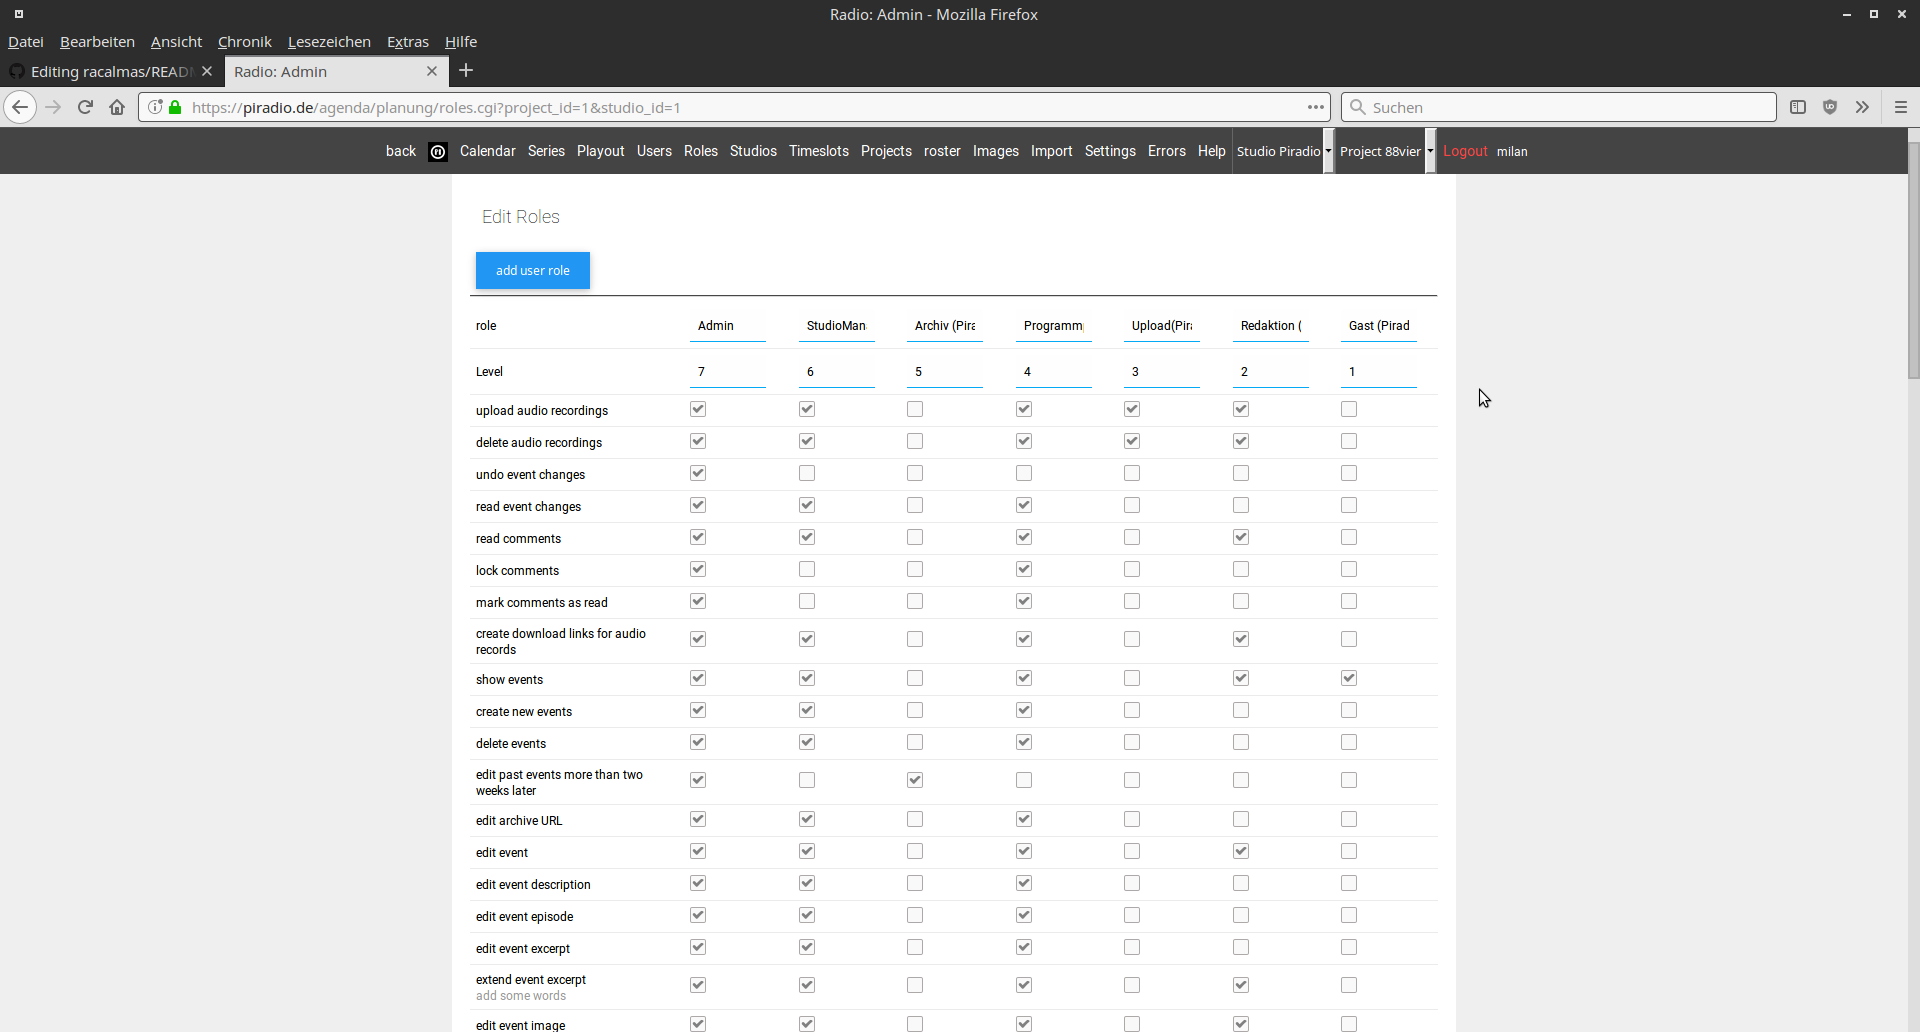 Radio: Admin - Mozilla Firefox
Datei Bearbeiten Ansicht Chronik Lesezeichen Extras Hilfe
Editing racalmas/READ Radio: Admin
https://piradio.de/agenda/planung/roles.cgi?project_id=1&studio_id=1 Suchen
back Calendar Series Playout Users Roles Studios Timeslots Projects roster Images Import Settings Errors Help Studio Piradio Project 88vier Logout milan
Edit Roles
add user role
role Admin StudioMan Archiv (Pira Programm Upload(Pira Redaktion ( Gast (Pirad
Level 7 6 5 4 3 2 1
upload audio recordings
delete audio recordings
undo event changes
read event changes
read comments
lock comments
mark comments as read
create download links for audio
records
show events
create new events
delete events
edit past events more than two
weeks later
edit archive URL
edit event
edit event description
edit event episode
edit event excerpt
extend event excerpt
add some words
edit event image